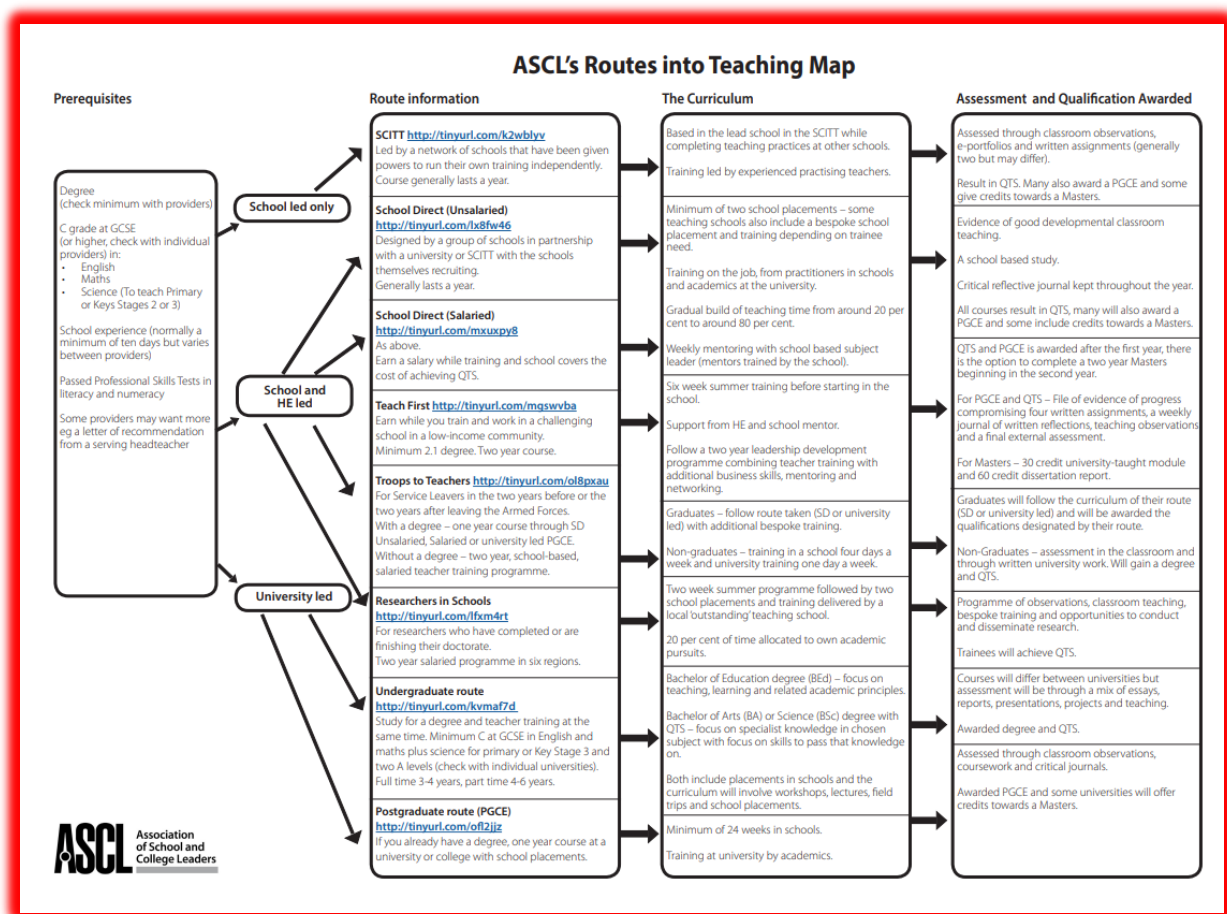 ASCL's Routes into Teaching Map
Prerequisites
Route information
The Curriculum
Assessment and Qualification Awarded
Degree
(check minimum with providers)
C grade at GCSE
(or higher, check with individual
providers) in:
• English
• Maths
• Science (To teach Primary
or Keys Stages 2 or 3)
School experience (normally a
minimum of ten days but varies
between providers)
Passed Professional Skills Tests in
literacy and numeracy
Some providers may want more
eg a letter of recommendation
from a serving headteacher
School led only
School and
HE led
University led
SCITT http://tinyurl.com/k2wblyv
Led by a network of schools that have been given
powers to run their own training independently.
Course generally lasts a year.
School Direct (Unsalaried)
http://tinyurl.com/lx8fw46
Designed by a group of schools in partnership
with a university or SCITT with the schools
themselves recruiting.
Generally lasts a year.
School Direct (Salaried)
http://tinyurl.com/mxuxpy8
As above.
Earn a salary while training and school covers the
cost of achieving QTS.
Teach First http://tinyurl.com/mgswvba
Earn while you train and work in a challenging
school in a low-income community.
Minimum 2.1 degree. Two year course.
Troops to Teachers http://tinyurl.com/ol8pxau
For Service Leavers in the two years before or the
two years after leaving the Armed Forces.
With a degree – one year course through SD
Unsalaried, Salaried or university led PGCE.
Without a degree – two year, school-based,
salaried teacher training programme.
Researchers in Schools
http://tinyurl.com/lfxm4rt
For researchers who have completed or are
finishing their doctorate.
Two year salaried programme in six regions.
Undergraduate route
http://tinyurl.com/kvmaf7d
Study for a degree and teacher training at the
same time. Minimum C at GCSE in English and
maths plus science for primary or Key Stage 3 and
two A levels (check with individual universities).
Full time 3-4 years, part time 4-6 years.
Postgraduate route (PGCE)
http://tinyurl.com/ofl2jjz
If you already have a degree, one year course at a
university or college with school placements.
Based in the lead school in the SCITT while
completing teaching practices at other schools.
Training led by experienced practising teachers.
Minimum of two school placements – some
teaching schools also include a bespoke school
placement and training depending on trainee
need.
Training on the job, from practitioners in schools
and academics at the university.
Gradual build of teaching time from around 20 per
cent to around 80 per cent.
Weekly mentoring with school based subject
leader (mentors trained by the school).
Six week summer training before starting in the
school.
Support from HE and school mentor.
Follow a two year leadership development
programme combining teacher training with
additional business skills, mentoring and
networking.
Graduates – follow route taken (SD or university
led) with additional bespoke training.
Non-graduates – training in a school four days a
week and university training one day a week.
Two week summer programme followed by two
school placements and training delivered by a
local 'outstanding' teaching school.
20 per cent of time allocated to own academic
pursuits.
Bachelor of Education degree (BEd) – focus on
teaching, learning and related academic principles.
Bachelor of Arts (BA) or Science (BSc) degree with
QTS – focus on specialist knowledge in chosen
subject with focus on skills to pass that knowledge
on.
Both include placements in schools and the
curriculum will involve workshops, lectures, field
trips and school placements.
Minimum of 24 weeks in schools.
Training at university by academics.
Assessed through classroom observations,
e-portfolios and written assignments (generally
two but may differ).
Result in QTS. Many also award a PGCE and some
give credits towards a Masters.
Evidence of good developmental classroom
teaching.
A school based study.
Critical reflective journal kept throughout the year.
All courses result in QTS, many will also award a
PGCE and some include credits towards a Masters.
QTS and PGCE is awarded after the first year, there
is the option to complete a two year Masters
beginning in the second year.
For PGCE and QTS – File of evidence of progress
compromising four written assignments, a weekly
journal of written reflections, teaching observations
and a final external assessment.
For Masters – 30 credit university-taught module
and 60 credit dissertation report.
Graduates will follow the curriculum of their route
(SD or university led) and will be awarded the
qualifications designated by their route.
Non-Graduates – assessment in the classroom and
through written university work. Will gain a degree
and QTS.
Programme of observations, classroom teaching,
bespoke training and opportunities to conduct
and disseminate research.
Trainees will achieve QTS.
Courses will differ between universities but
assessment will be through a mix of essays,
reports, presentations, projects and teaching.
Awarded degree and QTS.
Assessed through classroom observations,
coursework and critical journals.
Awarded PGCE and some universities will offer
credits towards a Masters.
ASCL
Association
of School and
College Leaders